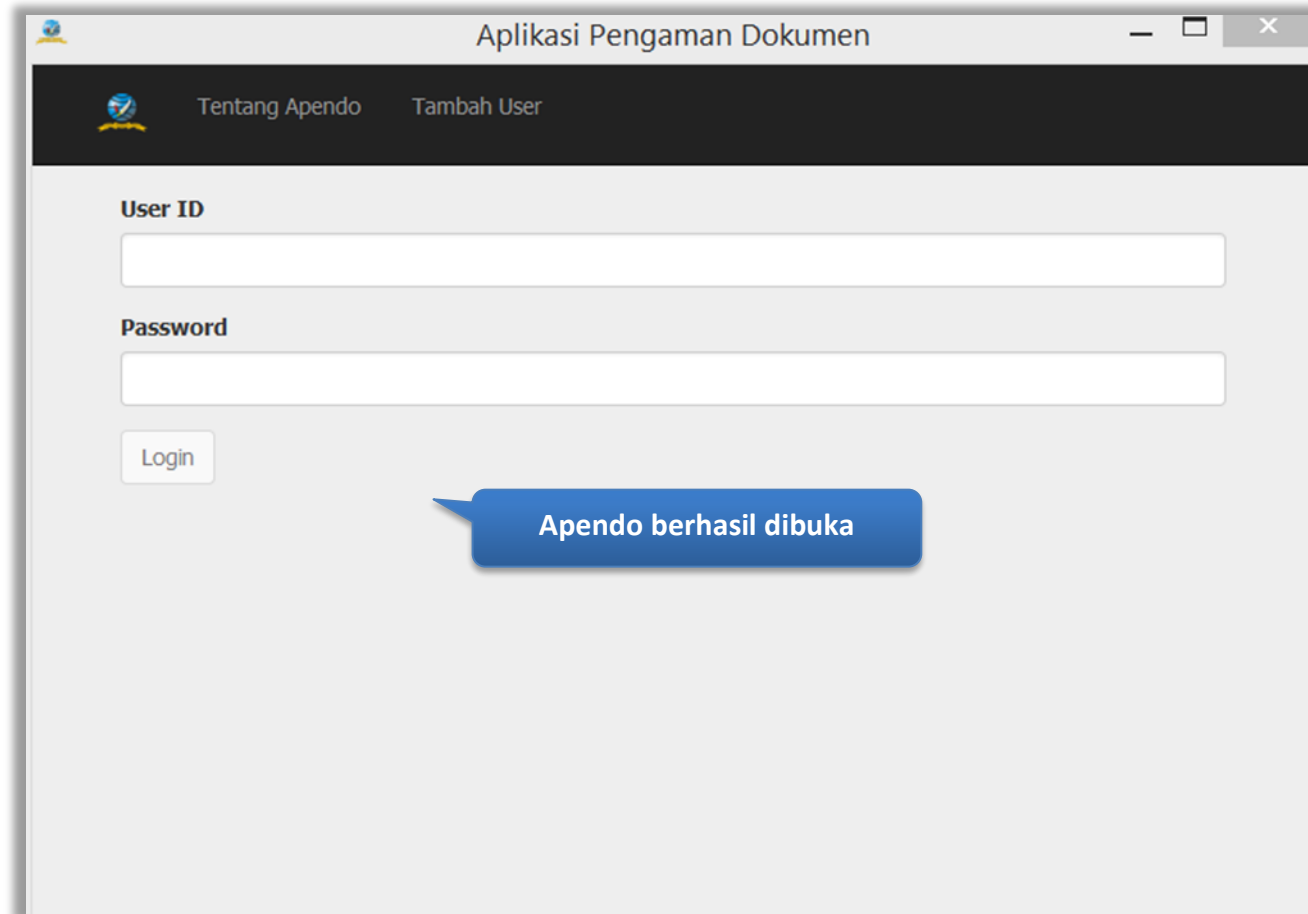 Aplikasi Pengaman Dokumen
Tentang Apendo Tambah User
User ID
Password
Login
Apendo berhasil dibuka